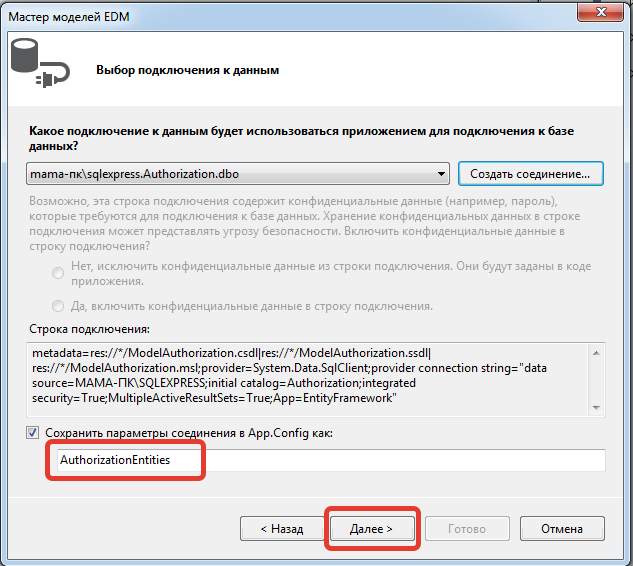 Мастер моделей EDM
Выбор подключения к данным
Какое подключение к данным будет использоваться приложением для подключения к базе
данных?
мама-пк\sqlexpress.Authorization.dbo
Создать соединение...
Возможно, эта строка подключения содержит конфиденциальные данные (например, пароль),
которые требуются для подключения к базе данных. Хранение конфиденциальных данных в строке
подключения может представлять угрозу безопасности. Включить конфиденциальные данные в
строку подключения?
Нет, исключить конфиденциальные данные из строки подключения. Они будут заданы в коде
приложения.
Да, включить конфиденциальные данные в строку подключения.
Строка подключения:
metadata=res://*/ModelAuthorization.csdl|res://*/ModelAuthorization.ssdl|
res://*/ModelAuthorization.msl;provider=System.Data.SqlClient;provider connection string="data
source=МАМА-ПК\SQLEXPRESS;initial catalog=Authorization;integrated
security=True;MultipleActiveResultSets=True;App=EntityFramework"
Сохранить параметры соединения в App.Config как:
AuthorizationEntities
< Назад
Далее >
Готово
Отмена